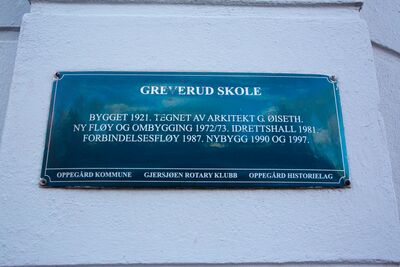 GREVERUD SKOLE
BYGGET 1921. TEGNET AV ARKITEKT G. ØISETH.
NY FLØY OG OMBYGGING 1972/73. IDRETTSHALL 1981.
FORBINDELSESFLØY 1987. NYBYGG 1990 OG 1997.
OPPEGÅRD KOMMUNE GJERSJØEN ROTARY KLUBB OPPEGÅRD HISTORIELAG